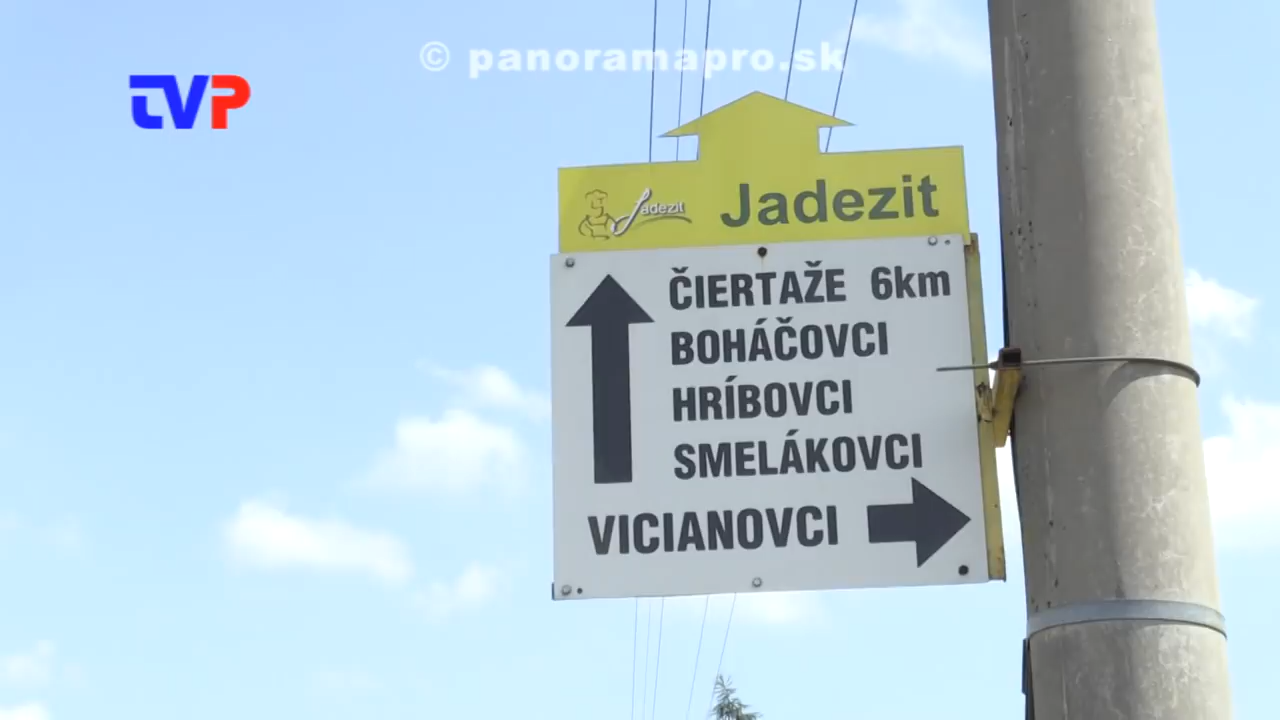 © panoramapro.sk
TVP
Jadezit
Jadezit
ČIERTAŽE 6km
BOHÁČOVCI
HRÍBOVCI
SMELÁKOVCI
VICIANOVCI